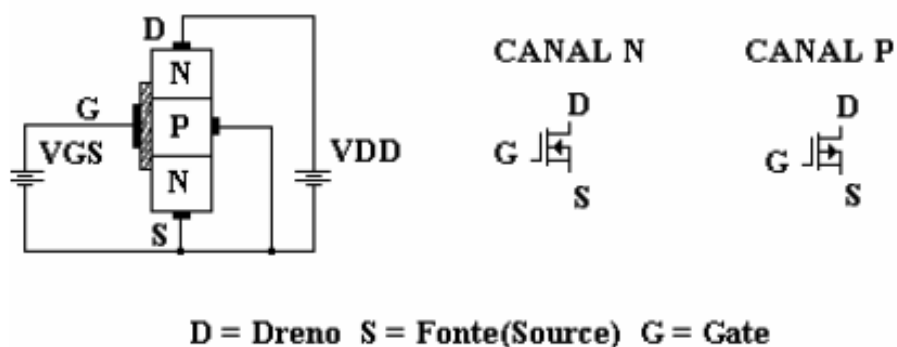 D
N
G
P
VGS
VDD
N
S
CANAL N
D
G
S
CANAL P
D
G
S
D = Dreno S = Fonte(Source) G = Gate